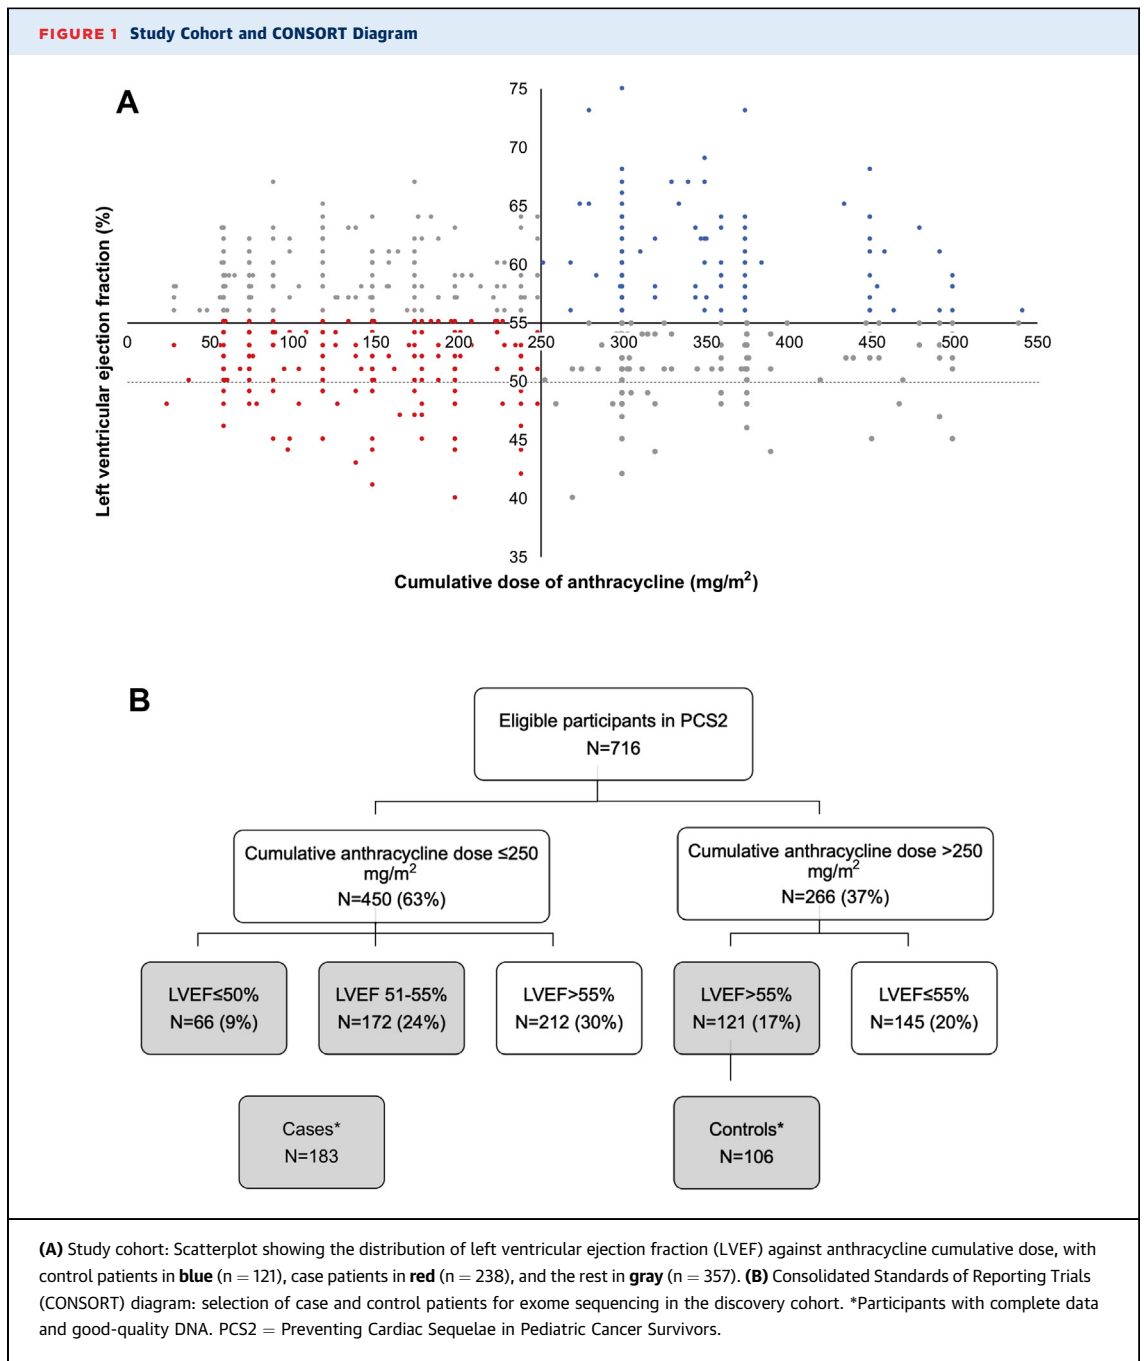 FIGURE 1 Study Cohort and CONSORT Diagram
A
75
70
65
60
55
0 50 100 150 200 250 300 350 400 450 500 550
50
45
40
35
Left ventricular ejection fraction (%)
Cumulative dose of anthracycline (mg/m²)
B
Eligible participants in PCS2
N=716
Cumulative anthracycline dose ≤250
mg/m²
N=450 (63%)
Cumulative anthracycline dose >250
mg/m²
N=266 (37%)
LVEF≤50%
N=66 (9%)
LVEF 51-55%
N=172 (24%)
LVEF>55%
N=212 (30%)
LVEF>55%
N=121 (17%)
LVEF≤55%
N=145 (20%)
Cases*
N=183
Controls*
N=106
(A) Study cohort: Scatterplot showing the distribution of left ventricular ejection fraction (LVEF) against anthracycline cumulative dose, with
control patients in blue (n = 121), case patients in red (n = 238), and the rest in gray (n = 357). (B) Consolidated Standards of Reporting Trials
(CONSORT) diagram: selection of case and control patients for exome sequencing in the discovery cohort. *Participants with complete data
and good-quality DNA. PCS2 = Preventing Cardiac Sequelae in Pediatric Cancer Survivors.